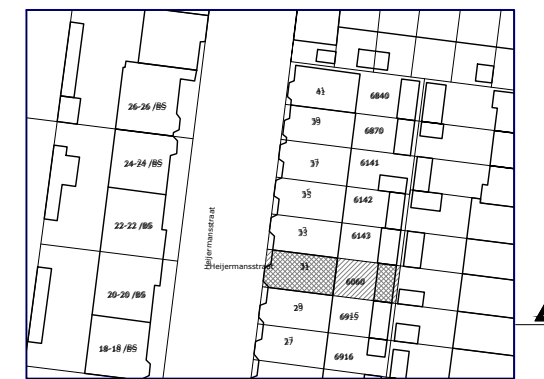 41
6840
26-26 /BS
39
6870
37
6141
24-24 /BS
35
6142
33
6143
22-22 /BS
Heijermansstraat
H.Heijermansstraat
31
6060
20-20 /BS
29
6915
27
6916
18-18 /BS